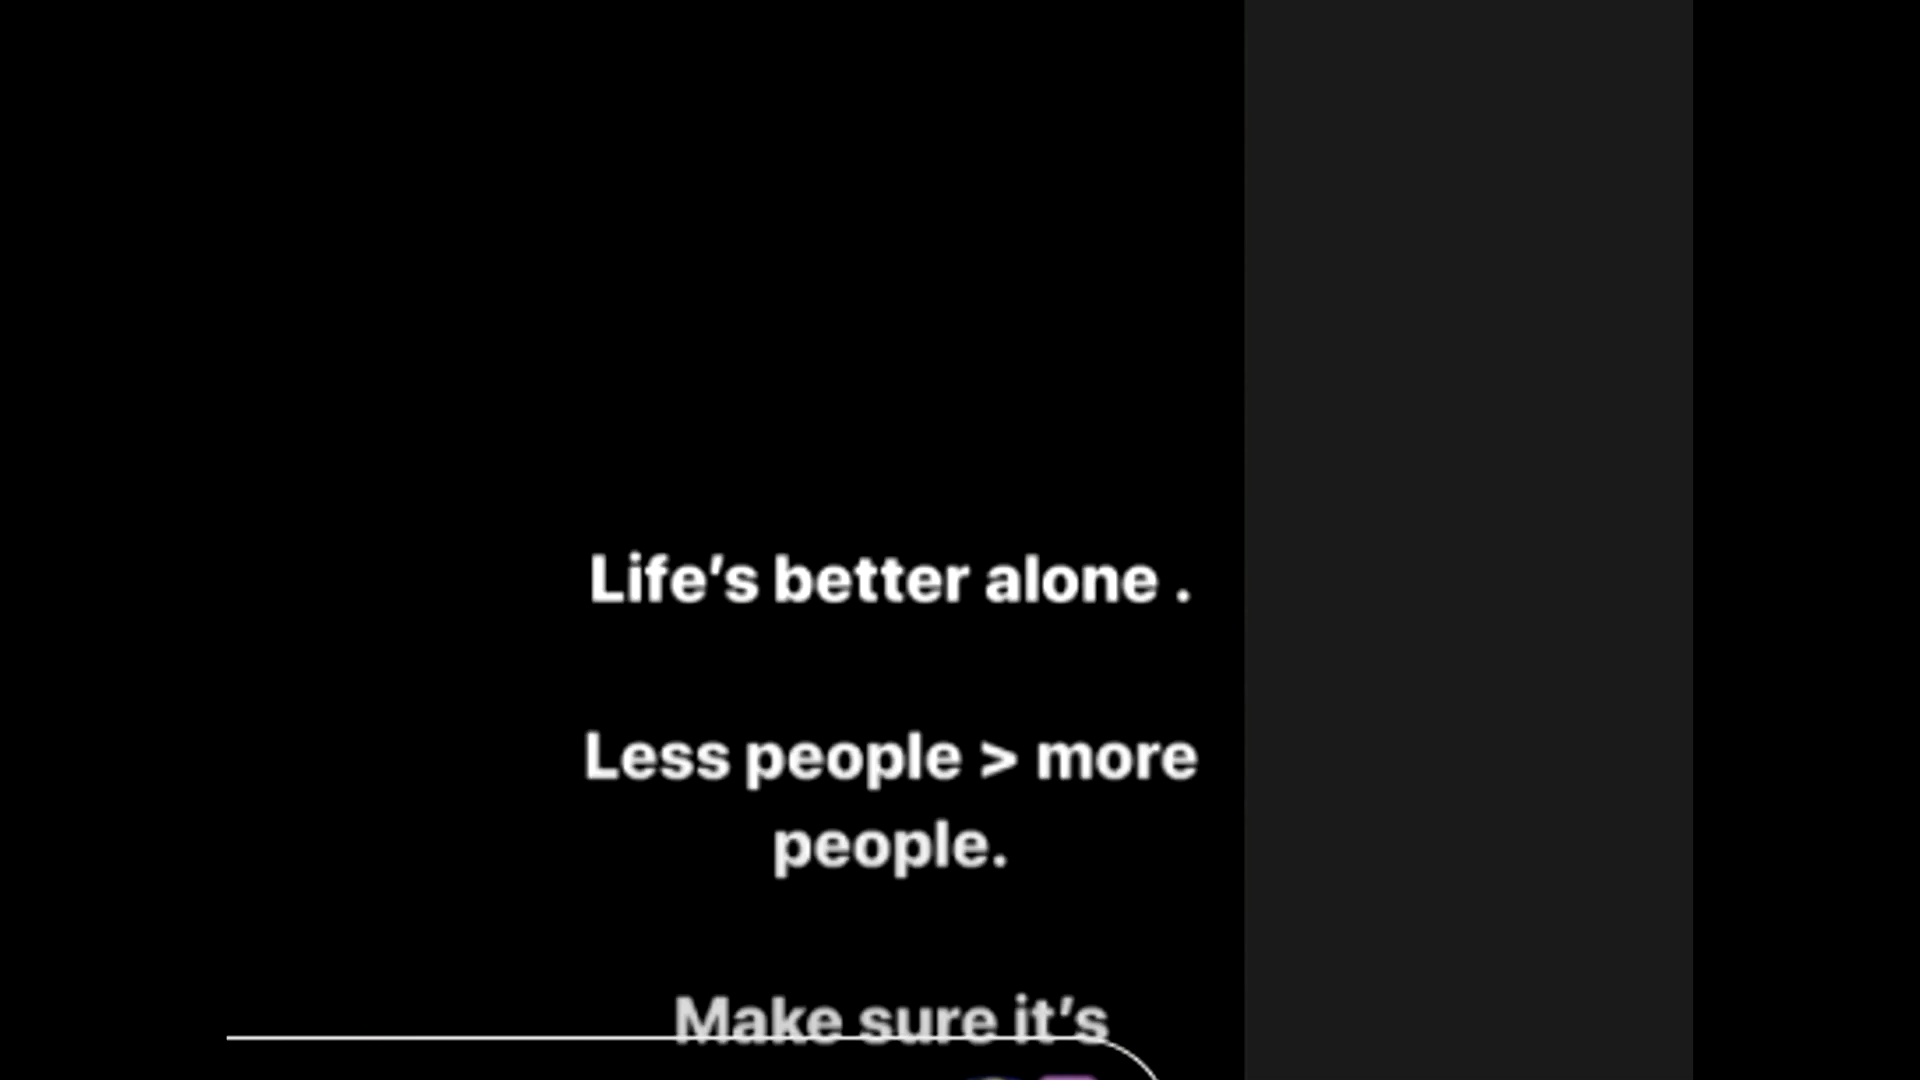 Life’s better alone .
Less people > more
people.
Make sure it’s